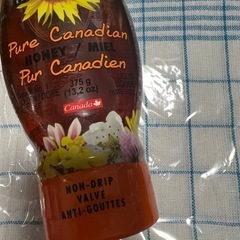 Pure Canadian
HONEY / MIEL
Pur Canadien
375 g
(13,2 oz)
Canada
NON-DRIP
VALVE
ANTI-GOUTTES